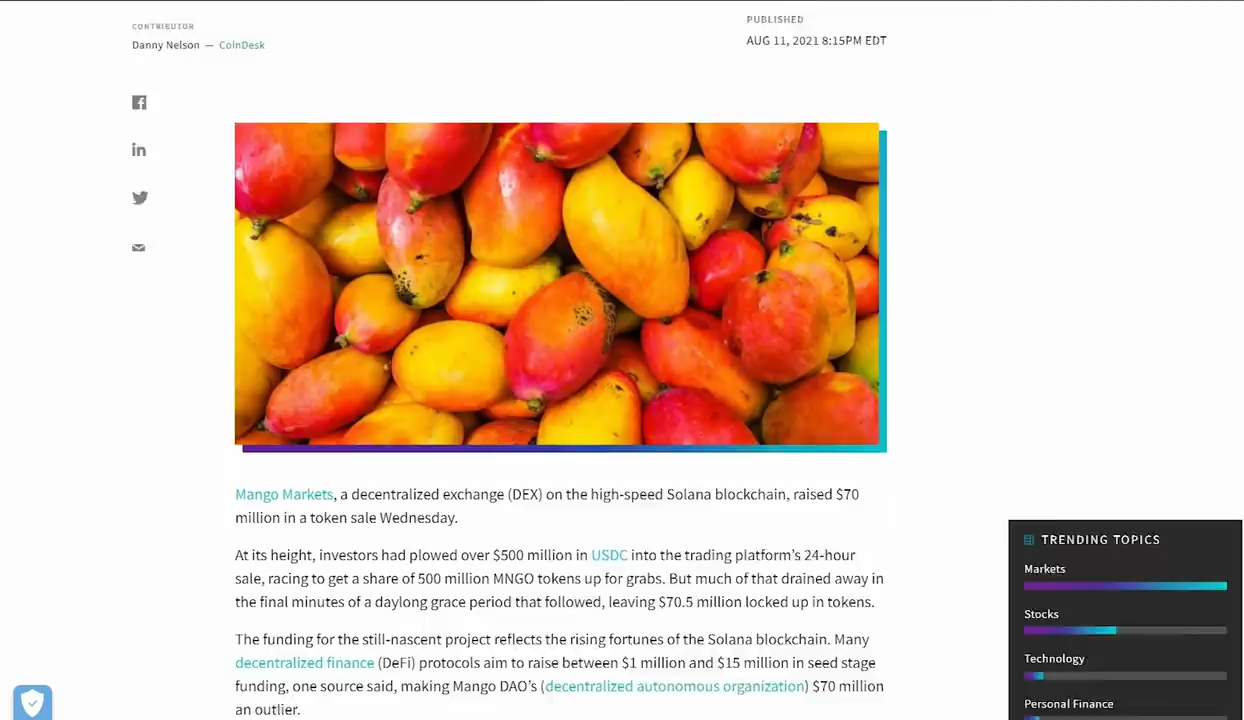 CONTRIBUTOR
Danny Nelson — CoinDesk
PUBLISHED
AUG 11, 2021 8:15PM EDT
Mango Markets, a decentralized exchange (DEX) on the high-speed Solana blockchain, raised $70
million in a token sale Wednesday.
At its height, investors had plowed over $500 million in USDC into the trading platform’s 24-hour
sale, racing to get a share of 500 million MNGO tokens up for grabs. But much of that drained away in
the final minutes of a daylong grace period that followed, leaving $70.5 million locked up in tokens.
The funding for the still-nascent project reflects the rising fortunes of the Solana blockchain. Many
decentralized finance (DeFi) protocols aim to raise between $1 million and $15 million in seed stage
funding, one source said, making Mango DAO’s (decentralized autonomous organization) $70 million
an outlier.
TRENDING TOPICS
Markets
Stocks
Technology
Personal Finance